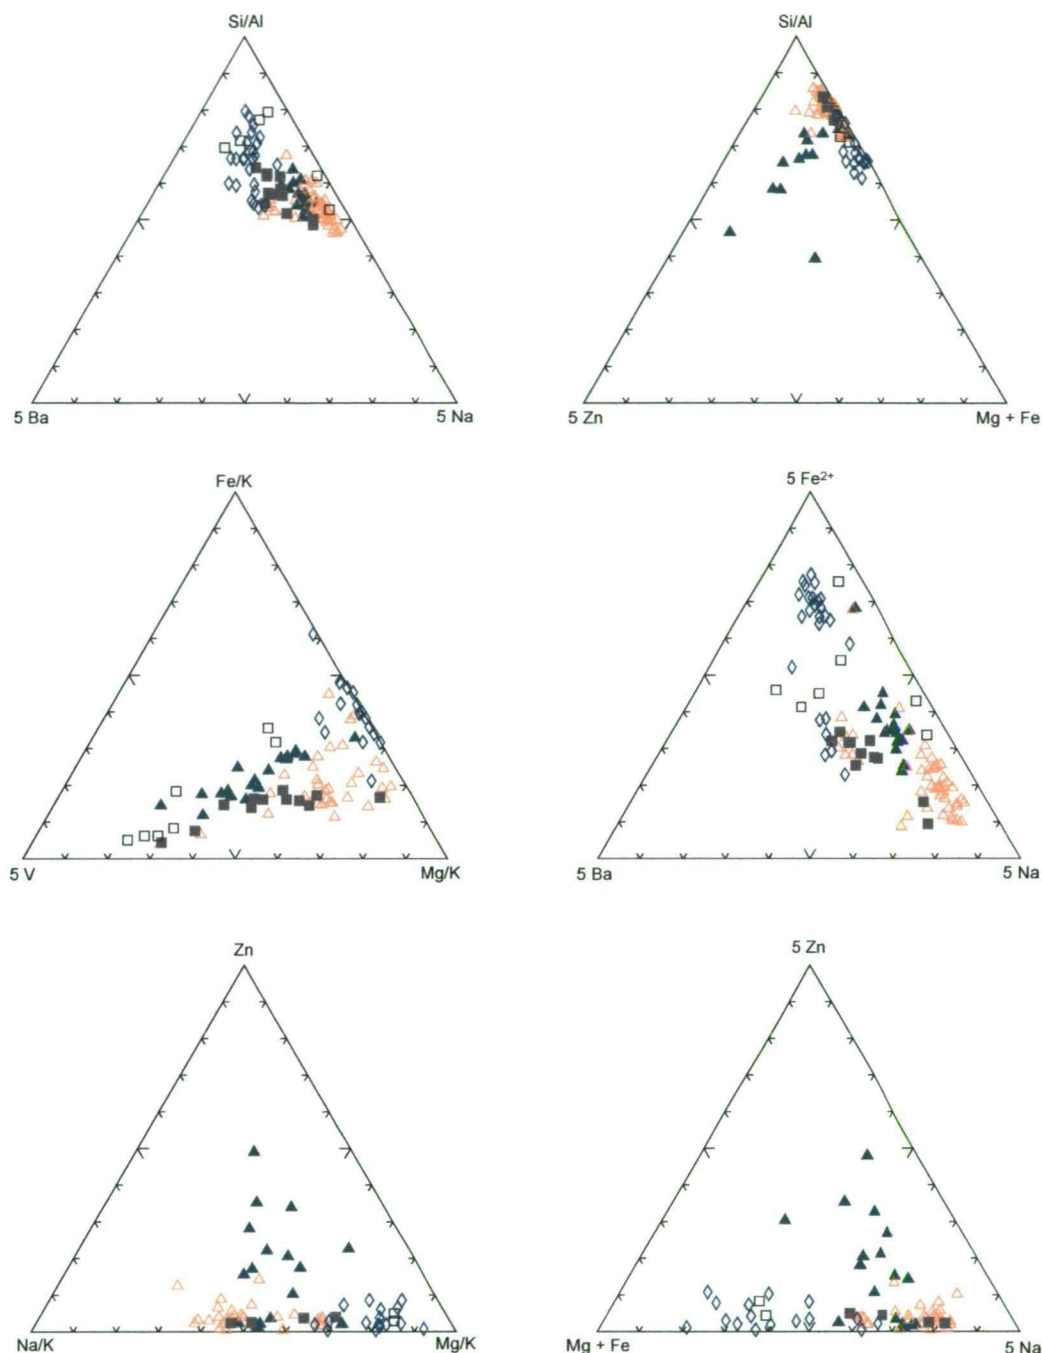 Si/Al
Si/Al
5 Ba
5 Na
5 Zn
Mg + Fe
Fe/K
5 Fe²⁺
5 V
Mg/K
5 Ba
5 Na
Zn
5 Zn
Na/K
Mg/K
Mg + Fe
5 Na